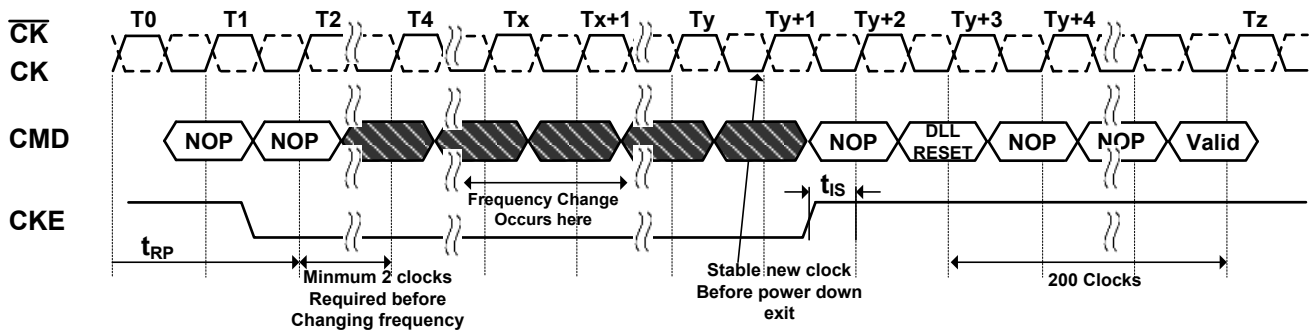 T0 T1 T2 T4 Tx Tx+1 Ty Ty+1 Ty+2 Ty+3 Ty+4 Tz
CK
CK
CMD
NOP NOP NOP DLL RESET NOP NOP Valid
CKE
Frequency Change
Occurs here
tIS
tRP
Minmum 2 clocks
Required before
Changing frequency
Stable new clock
Before power down
exit
200 Clocks